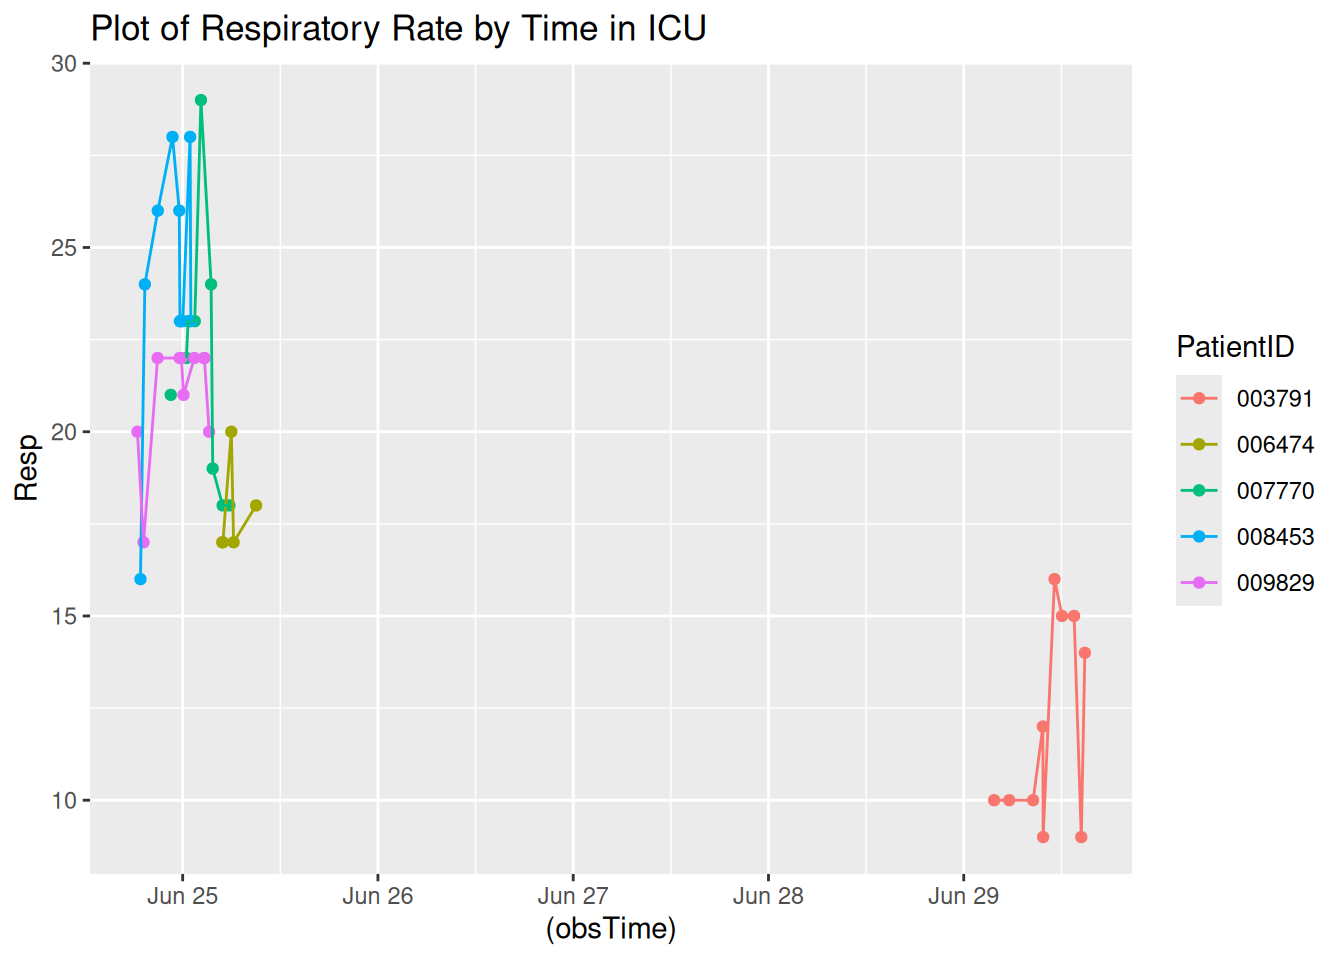 Plot of Respiratory Rate by Time in ICU
30
25
20
15
10
Resp
Jun 25
Jun 26
Jun 27
Jun 28
Jun 29
(obsTime)
PatientID
003791
006474
007770
008453
009829